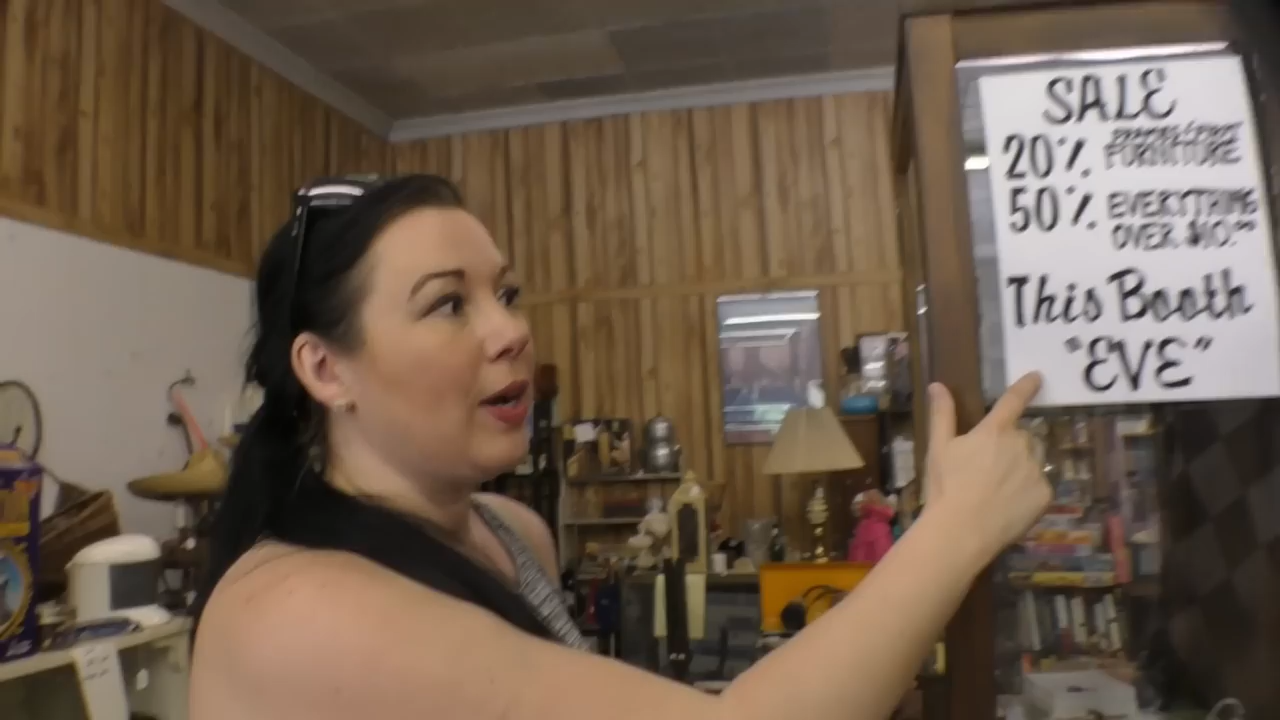 SALE
20% FURNITURE
50% EVERYTHING
OVER $10.00
This Booth
"EVE"